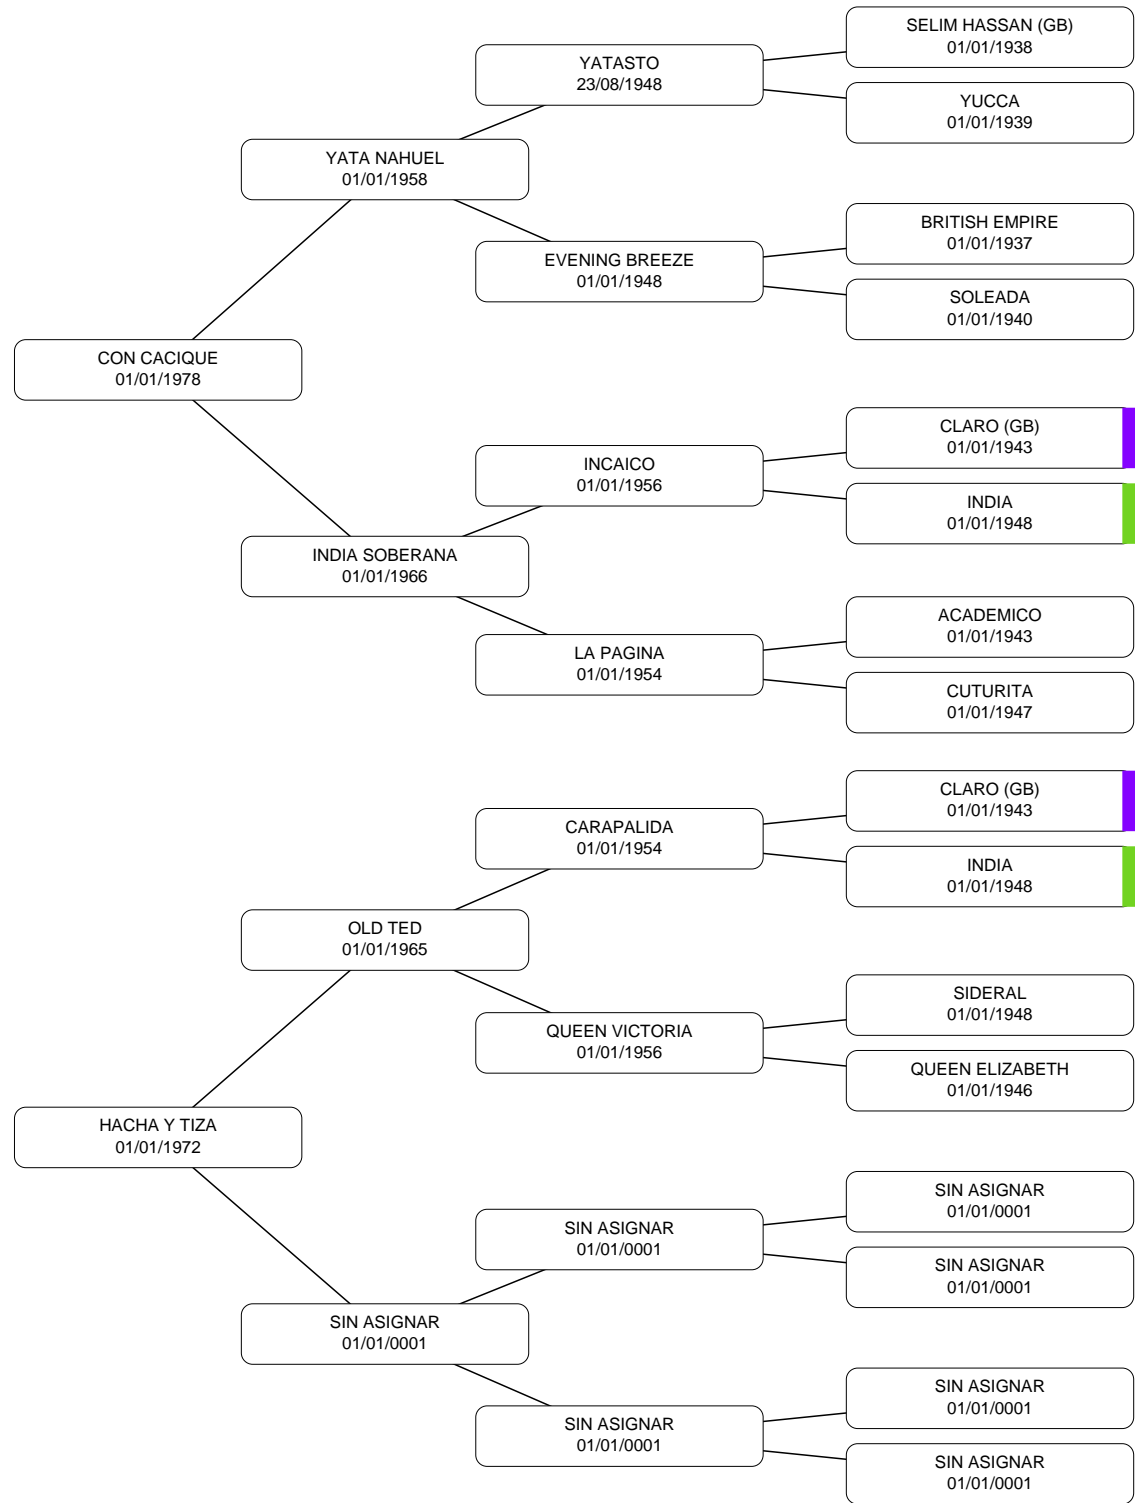 SELIM HASSAN (GB)
01/01/1938
YATASTO
23/08/1948
YUCCA
01/01/1939
YATA NAHUEL
01/01/1958
BRITISH EMPIRE
01/01/1937
EVENING BREEZE
01/01/1948
SOLEADA
01/01/1940
CON CACIQUE
01/01/1978
CLARO (GB)
01/01/1943
INCAICO
01/01/1956
INDIA
01/01/1948
INDIA SOBERANA
01/01/1966
ACADEMICO
01/01/1943
LA PAGINA
01/01/1954
CUTURITA
01/01/1947
CLARO (GB)
01/01/1943
CARAPALIDA
01/01/1954
INDIA
01/01/1948
OLD TED
01/01/1965
SIDERAL
01/01/1948
QUEEN VICTORIA
01/01/1956
QUEEN ELIZABETH
01/01/1946
HACHA Y TIZA
01/01/1972
SIN ASIGNAR
01/01/0001
SIN ASIGNAR
01/01/0001
SIN ASIGNAR
01/01/0001
SIN ASIGNAR
01/01/0001
SIN ASIGNAR
01/01/0001
SIN ASIGNAR
01/01/0001
SIN ASIGNAR
01/01/0001